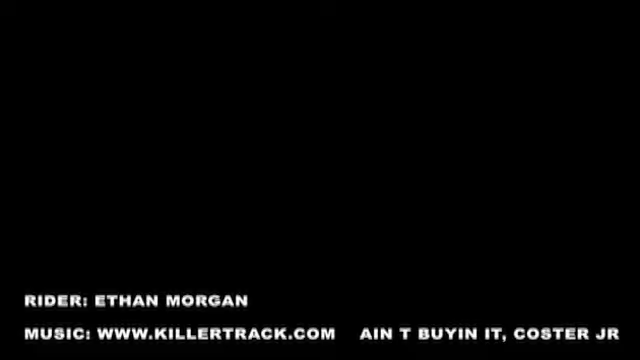 RIDER: ETHAN MORGAN
MUSIC: WWW.KILLERTRACK.COM AIN T BUYIN IT, COSTER JR